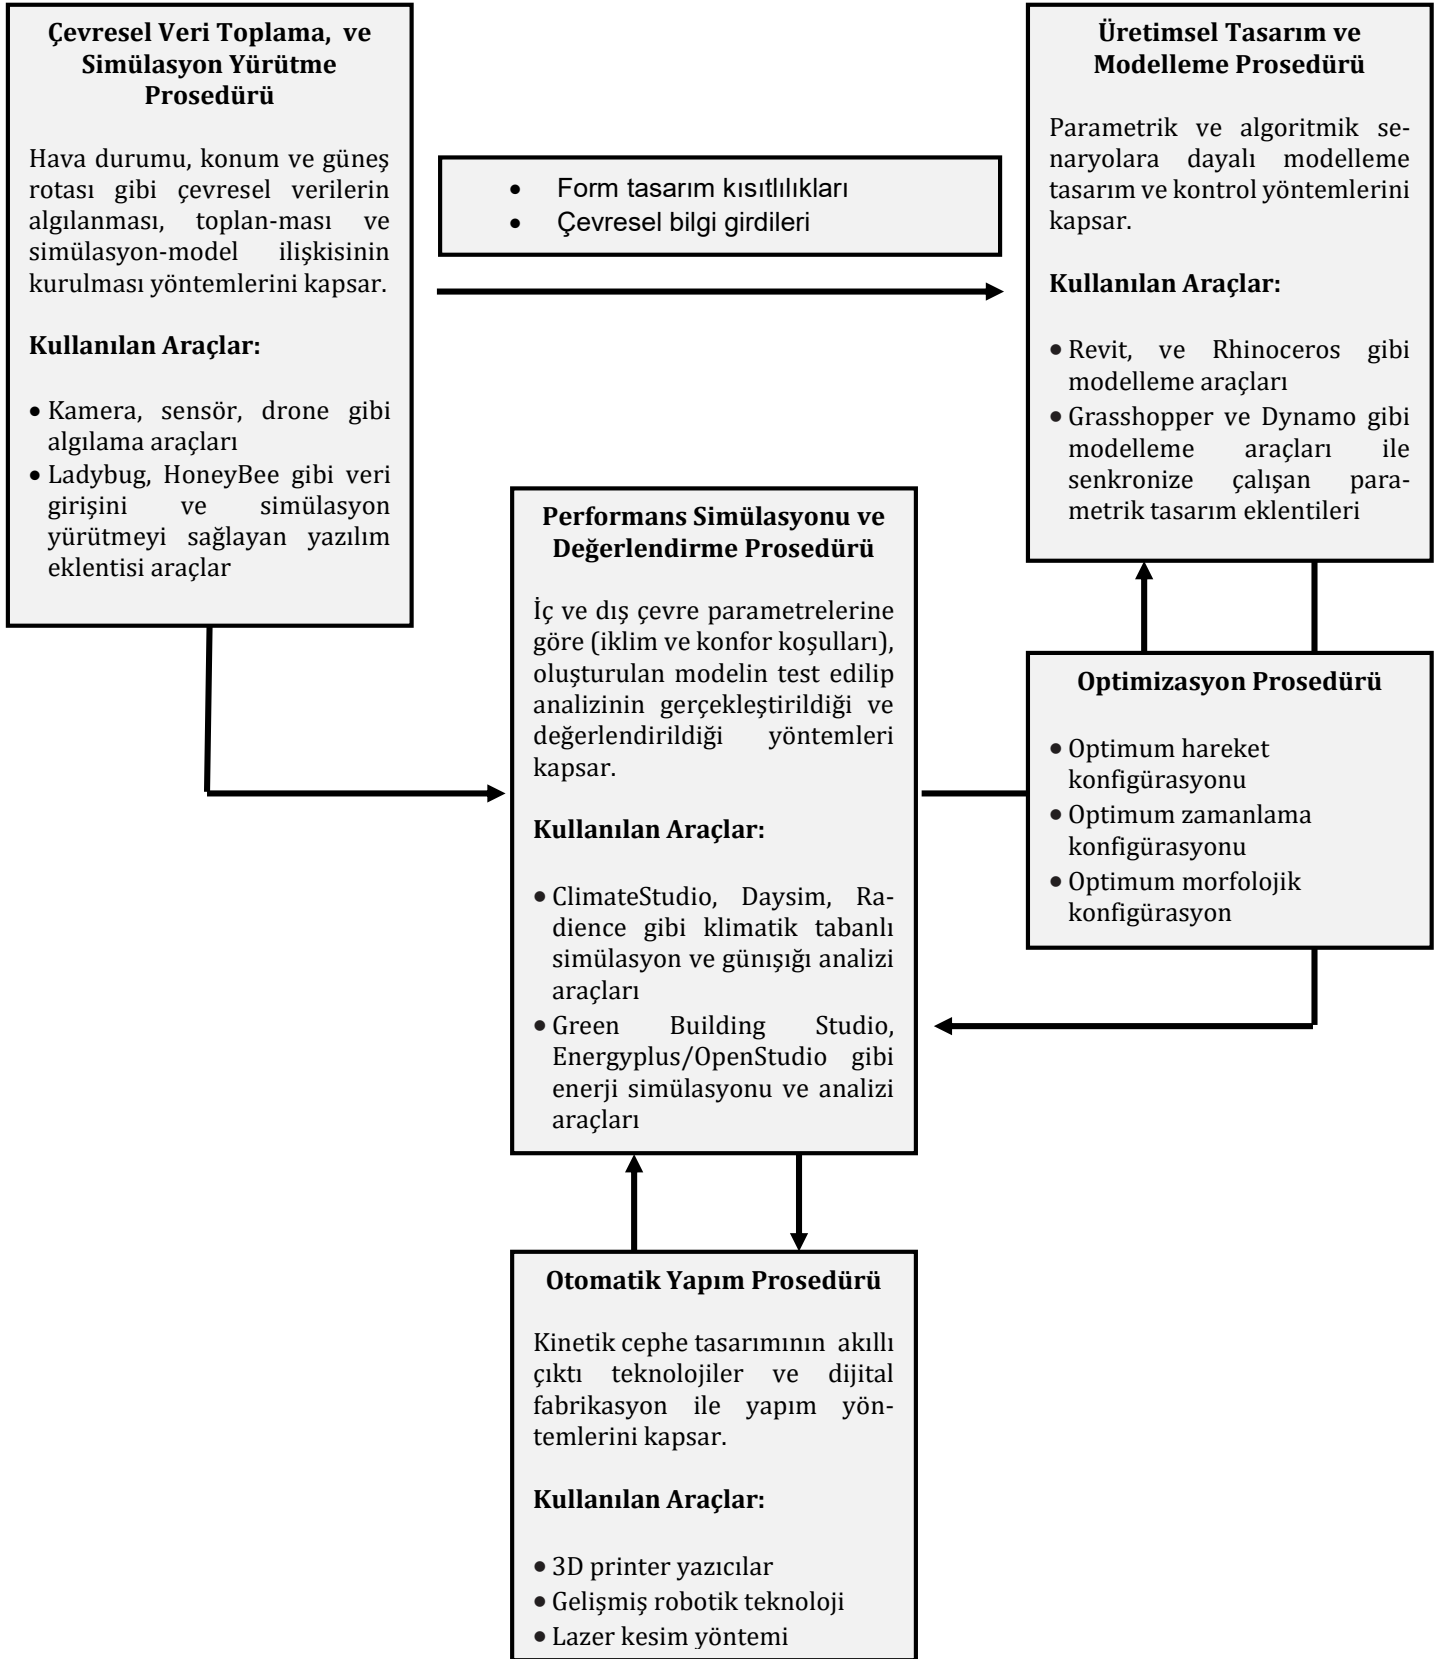 Çevresel Veri Toplama, ve
Simülasyon Yürütme
Prosedürü
Hava durumu, konum ve güneş
rotası gibi çevresel verilerin
algılanması, toplan-ması ve
simülasyon-model ilişkisinin
kurulması yöntemlerini kapsar.
Kullanılan Araçlar:
• Kamera, sensör, drone gibi
algılama araçları
• Ladybug, HoneyBee gibi veri
girişini ve simülasyon
yürütmeyi sağlayan yazılım
eklentisi araçlar
• Form tasarım kısıtlılıkları
• Çevresel bilgi girdileri
Üretimsel Tasarım ve
Modelleme Prosedürü
Parametrik ve algoritmik se-
naryolara dayalı modelleme
tasarım ve kontrol yöntemlerini
kapsar.
Kullanılan Araçlar:
• Revit, ve Rhinoceros gibi
modelleme araçları
• Grasshopper ve Dynamo gibi
modelleme araçları ile
senkronize çalışan para-
metrik tasarım eklentileri
Performans Simülasyonu ve
Değerlendirme Prosedürü
İç ve dış çevre parametrelerine
göre (iklim ve konfor koşulları),
oluşturulan modelin test edilip
analizinin gerçekleştirildiği ve
değerlendirildiği yöntemleri
kapsar.
Kullanılan Araçlar:
• ClimateStudio, Daysim, Ra-
dience gibi klimatik tabanlı
simülasyon ve günışığı analizi
araçları
• Green Building Studio,
Energyplus/OpenStudio gibi
enerji simülasyonu ve analizi
araçları
Optimizasyon Prosedürü
• Optimum hareket
konfigürasyonu
• Optimum zamanlama
konfigürasyonu
• Optimum morfolojik
konfigürasyon
Otomatik Yapım Prosedürü
Kinetik cephe tasarımının akıllı
çıktı teknolojiler ve dijital
fabrikasyon ile yapım yön-
temlerini kapsar.
Kullanılan Araçlar:
• 3D printer yazıcılar
• Gelişmiş robotik teknoloji
• Lazer kesim yöntemi